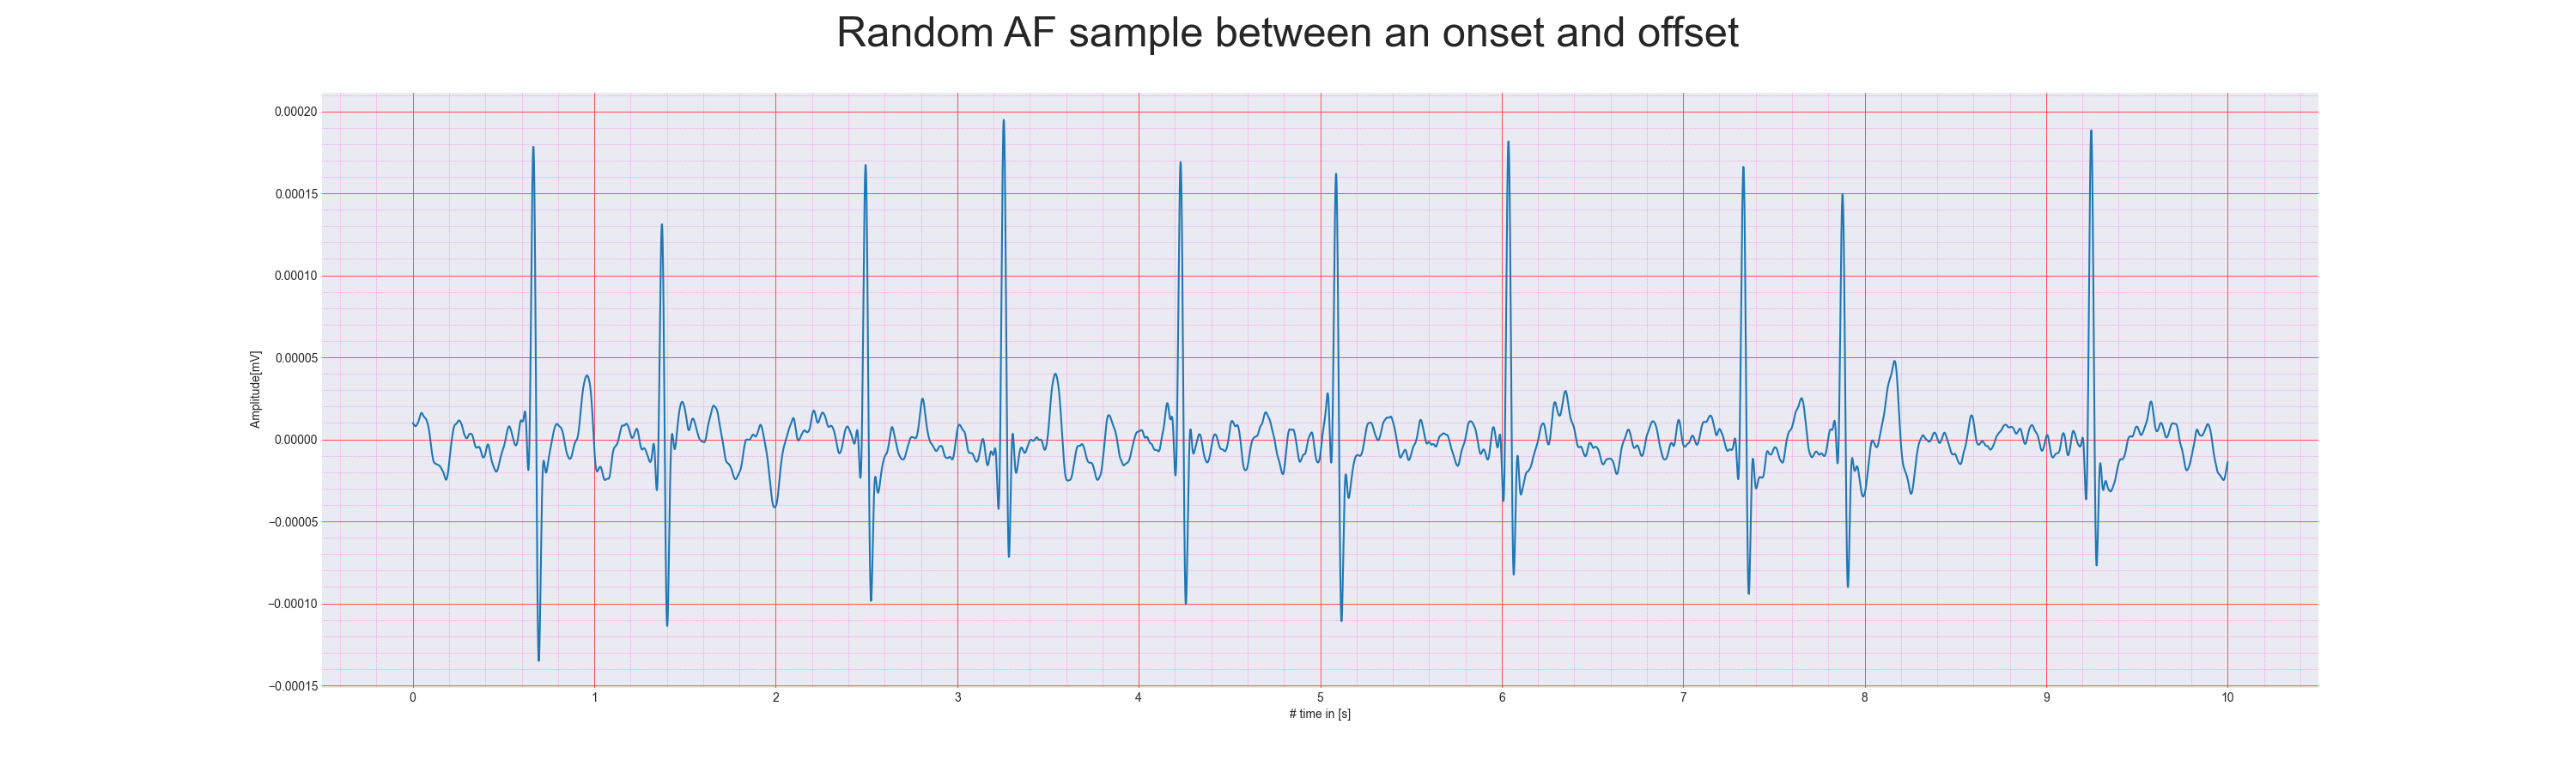 Random AF sample between an onset and offset
0.00020
0.00015
0.00010
0.00005
0.00000
−0.00005
−0.00010
−0.00015
Amplitude[mV]
0 1 2 3 4 5 6 7 8 9 10
# time in [s]